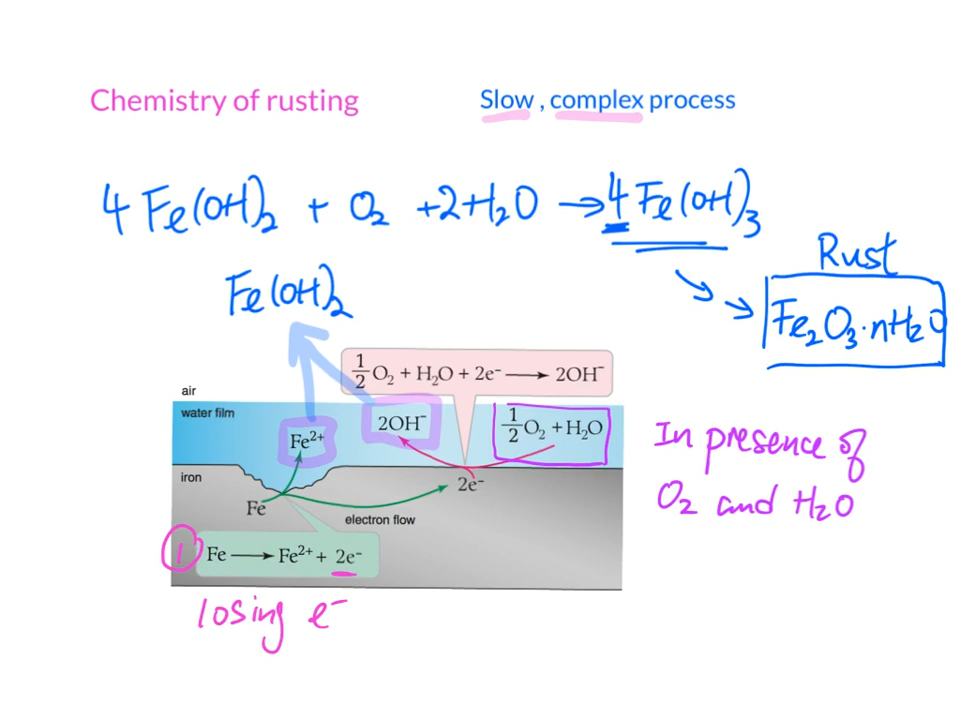 Chemistry of rusting
Slow , complex process
4 Fe(OH)₂ + O₂ +2H₂O → 4 Fe(OH)₃
Rust
Fe(OH)₂
Fe₂O₃·nH₂O
½O₂ + H₂O + 2e⁻ → 2OH⁻
air
water film
2OH⁻
½O₂ + H₂O
Fe²⁺
In presence of
O₂ and H₂O
iron
2e⁻
Fe
electron flow
1 Fe → Fe²⁺ + 2e⁻
losing e⁻